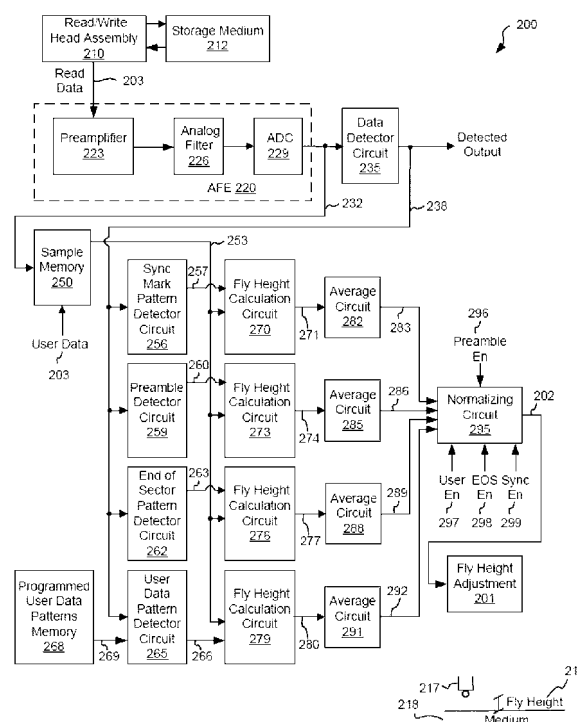 200
Read/Write
Head Assembly
210
Storage Medium
212
Read
Data
203
Preamplifier
223
Analog
Filter
226
ADC
229
AFE 220
Data
Detector
Circuit
235
Detected
Output
232
238
253
Sample
Memory
250
User Data
203
Sync
Mark
Pattern
Detector
Circuit
256
257
Fly Height
Calculation
Circuit
270
271
Average
Circuit
282
283
296
Preamble
En
Preamble
Detector
Circuit
259
260
Fly Height
Calculation
Circuit
273
274
Average
Circuit
285
286
Normalizing
Circuit
295
202
End of
Sector
Pattern
Detector
Circuit
262
263
Fly Height
Calculation
Circuit
276
277
Average
Circuit
288
289
User
En
297
EOS
En
298
Sync
En
299
Programmed
User Data
Patterns
Memory
268
269
User
Data
Pattern
Detector
Circuit
265
266
Fly Height
Calculation
Circuit
279
280
Average
Circuit
291
292
Fly Height
Adjustment
201
217
218
Fly Height
Medium